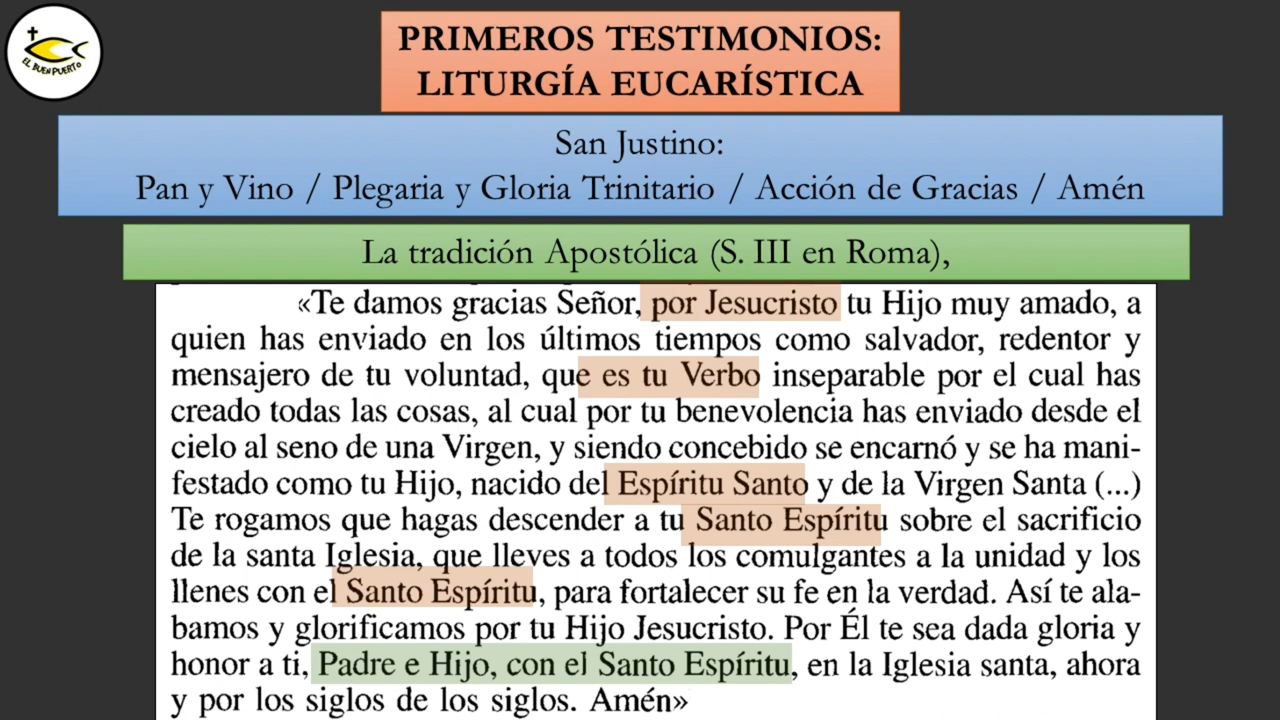 EL BUEN PUERTO
PRIMEROS TESTIMONIOS:
LITURGÍA EUCARÍSTICA
San Justino:
Pan y Vino / Plegaria y Gloria Trinitario / Acción de Gracias / Amén
La tradición Apostólica (S. III en Roma),
«Te damos gracias Señor, por Jesucristo tu Hijo muy amado, a
quien has enviado en los últimos tiempos como salvador, redentor y
mensajero de tu voluntad, que es tu Verbo inseparable por el cual has
creado todas las cosas, al cual por tu benevolencia has enviado desde el
cielo al seno de una Virgen, y siendo concebido se encarnó y se ha mani-
festado como tu Hijo, nacido del Espíritu Santo y de la Virgen Santa (...)
Te rogamos que hagas descender a tu Santo Espíritu sobre el sacrificio
de la santa Iglesia, que lleves a todos los comulgantes a la unidad y los
llenes con el Santo Espíritu, para fortalecer su fe en la verdad. Así te ala-
bamos y glorificamos por tu Hijo Jesucristo. Por Él te sea dada gloria y
honor a ti, Padre e Hijo, con el Santo Espíritu, en la Iglesia santa, ahora
y por los siglos de los siglos. Amén»